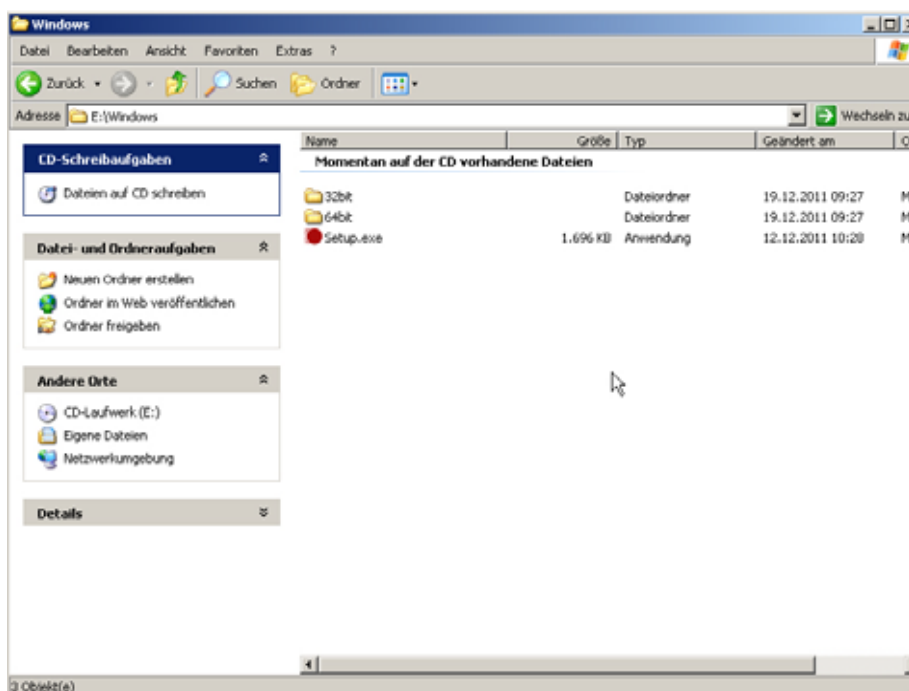 Windows
Datei Bearbeiten Ansicht Favoriten Extras ?
Zurück Suchen Ordner
Adresse E:\Windows Wechseln zu
Name Größe Typ Geändert am
CD-Schreibaufgaben
Momentan auf der CD vorhandene Dateien
Dateien auf CD schreiben
32bit Dateiordner 19.12.2011 09:27 M
64bit Dateiordner 19.12.2011 09:27 M
Setup.exe 1.696 KB Anwendung 12.12.2011 10:28 M
Datei- und Ordneraufgaben
Neuen Ordner erstellen
Ordner im Web veröffentlichen
Ordner freigeben
Andere Orte
CD-Laufwerk (E:)
Eigene Dateien
Netzwerkumgebung
Details
3 Objekt(e)